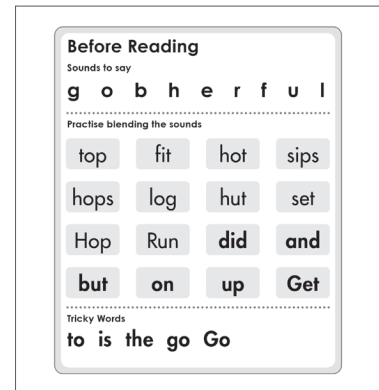 Before Reading
Sounds to say
g o b h e r f u l
Practise blending the sounds
top fit hot sips
hops log hut set
Hop Run did and
but on up Get
Tricky Words
to is the go Go